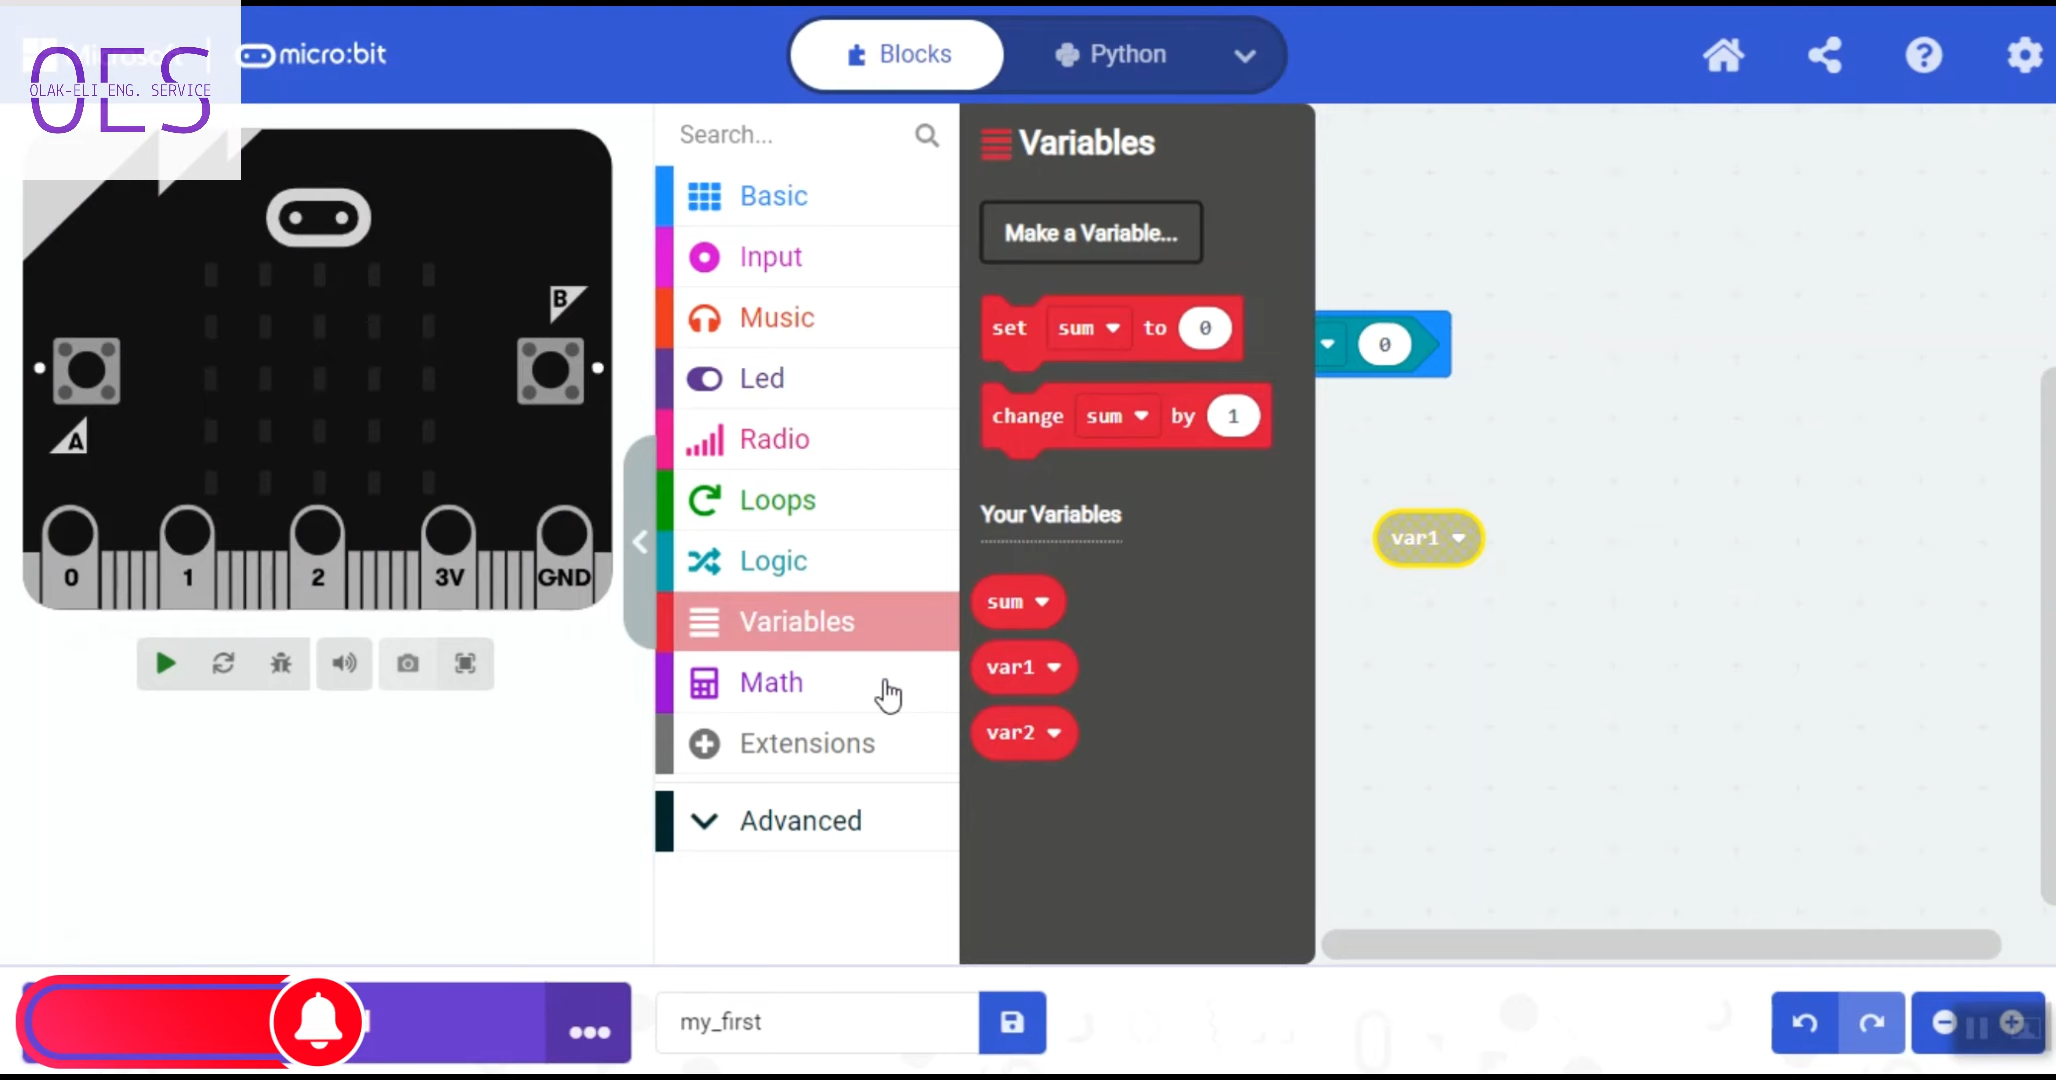 Microsoft
micro:bit
OES
OLAK-ELI ENG. SERVICE
Blocks
Python
Search...
Basic
Input
Music
Led
Radio
Loops
Logic
Variables
Math
Extensions
Advanced
Variables
Make a Variable...
set sum to 0
change sum by 1
Your Variables
sum
var1
var2
0
var1
B
A
0 1 2 3V GND
my_first